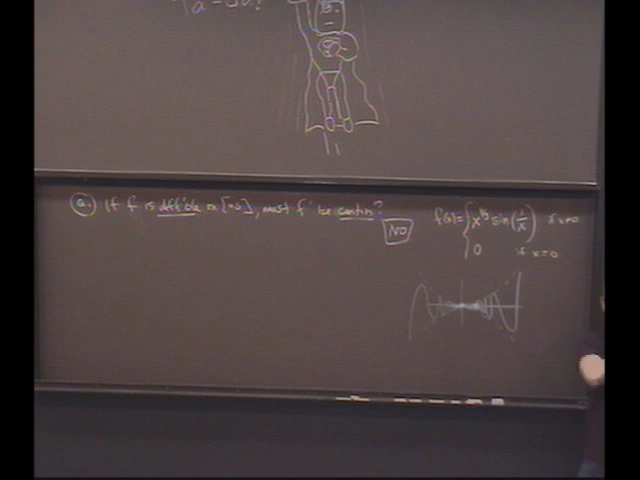 Q. If f is diff'ble on [a,b], must f' be contin?
NO
f(x)= { x^{4/3} sin(1/x) if x≠0
0 if x=0